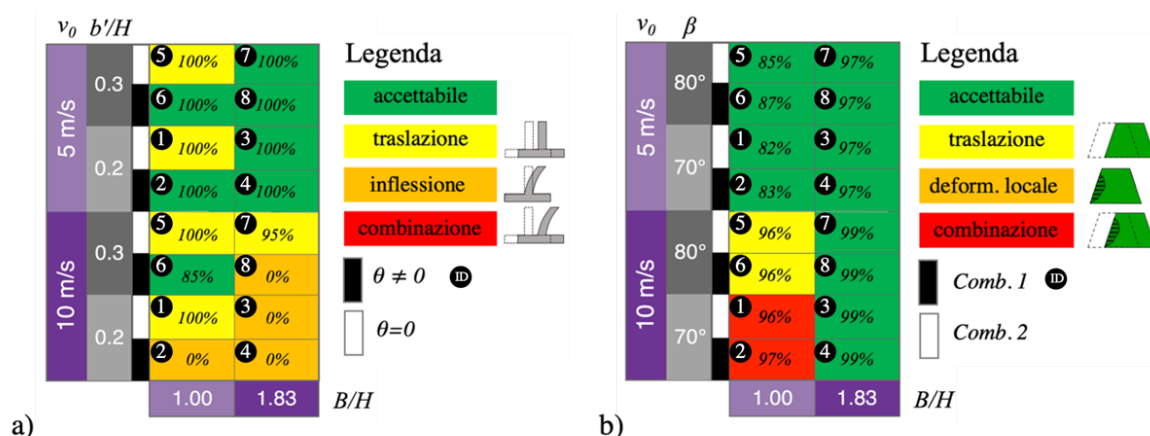 v₀ b'/H
5 m/s
0.3
5 100% 7 100%
6 100% 8 100%
0.2
1 100% 3 100%
2 100% 4 100%
10 m/s
0.3
5 100% 7 95%
6 85% 8 0%
0.2
1 100% 3 0%
2 0% 4 0%
1.00 1.83 B/H
Legenda
accettabile
traslazione
inflessione
combinazione
θ ≠ 0 ID
θ=0
a)
v₀ β
5 m/s
80°
5 85% 7 97%
6 87% 8 97%
70°
1 82% 3 97%
2 83% 4 97%
10 m/s
80°
5 96% 7 99%
6 96% 8 99%
70°
1 96% 3 99%
2 97% 4 99%
1.00 1.83 B/H
Legenda
accettabile
traslazione
deform. locale
combinazione
Comb. 1 ID
Comb. 2
b)